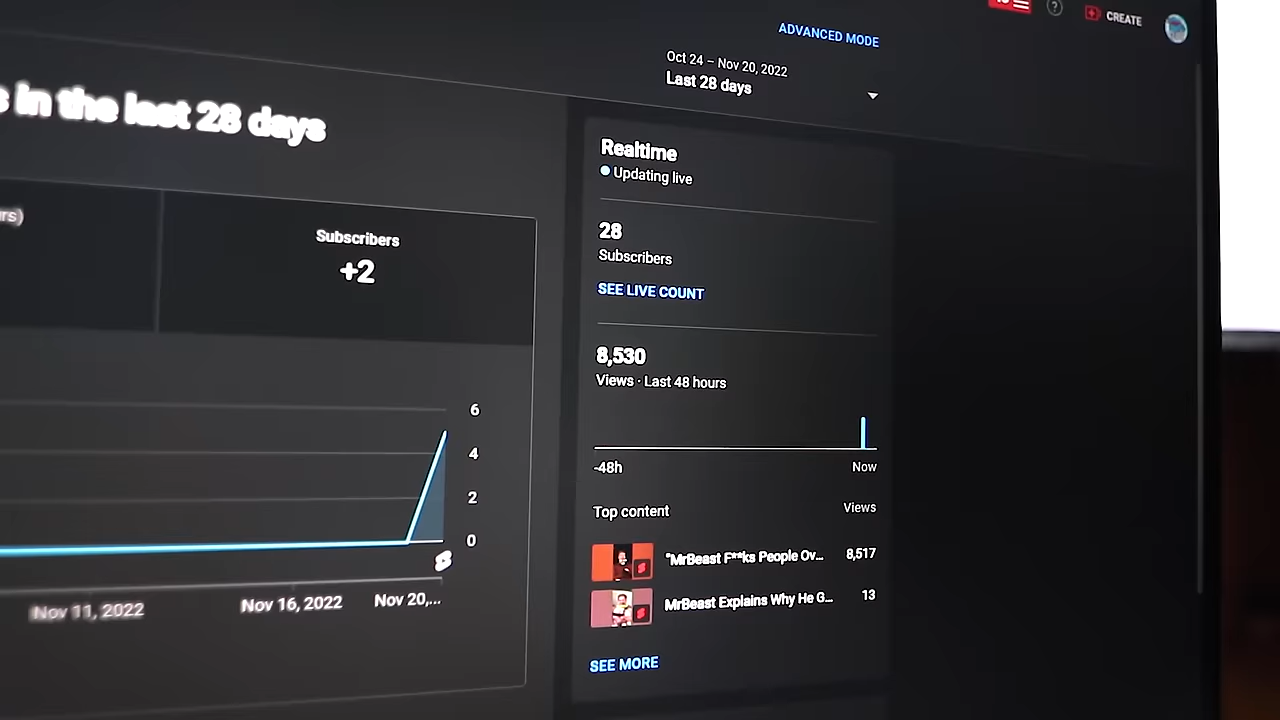 CREATE
ADVANCED MODE
Oct 24 – Nov 20, 2022
Last 28 days
in the last 28 days
Realtime
Updating live
Subscribers
+2
28
Subscribers
SEE LIVE COUNT
8,530
Views · Last 48 hours
6
4
2
0
-48h
Now
Top content
Views
"MrBeast F**ks People Ov...
8,517
MrBeast Explains Why He G...
13
Nov 11, 2022
Nov 16, 2022
Nov 20,...
SEE MORE